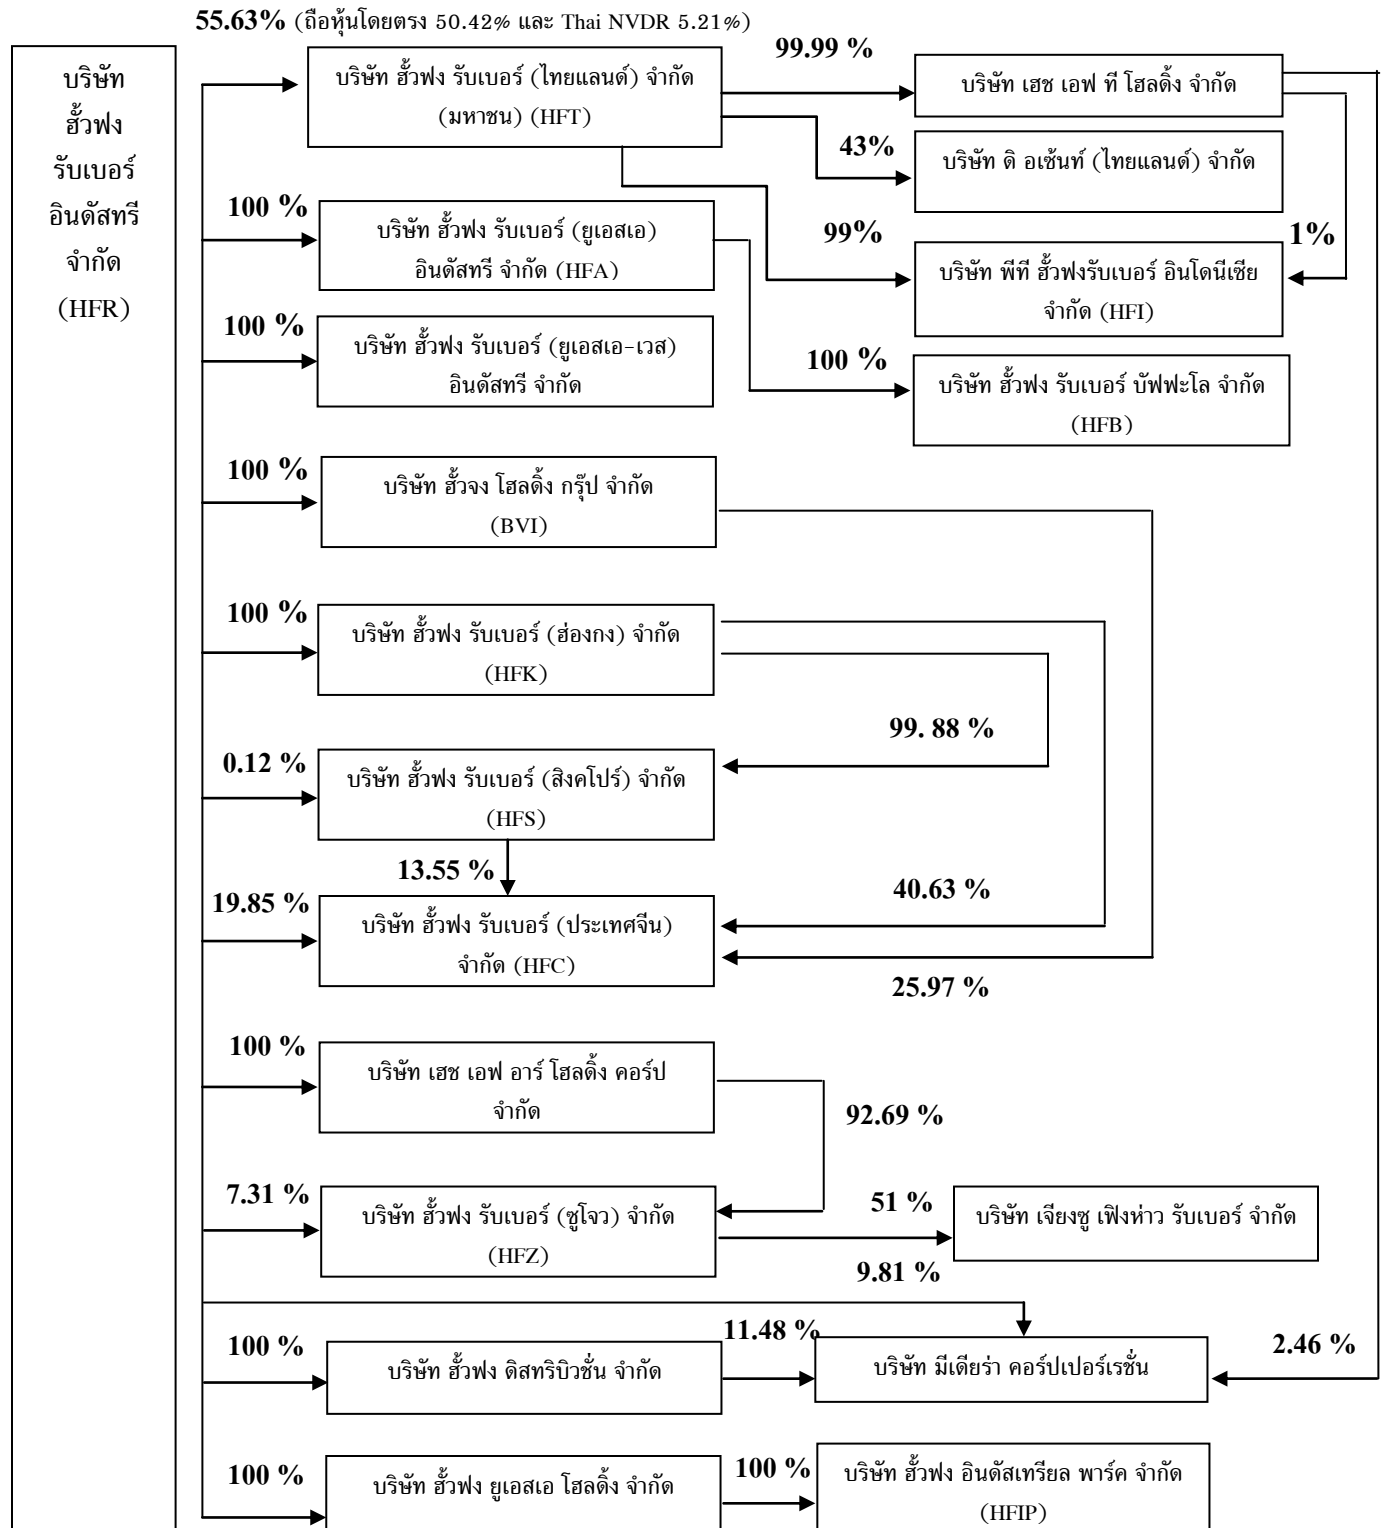 55.63% (ถือหุ้นโดยตรง 50.42% และ Thai NVDR 5.21%)
บริษัท
ฮั้วฟง
รับเบอร์
อินดัสทรี
จำกัด
(HFR)
บริษัท ฮั้วฟง รับเบอร์ (ไทยแลนด์) จำกัด
(มหาชน) (HFT)
99.99 %
บริษัท เฮช เอฟ ที โฮลดิ้ง จำกัด
43%
บริษัท ดิ อเซ้นท์ (ไทยแลนด์) จำกัด
100 %
บริษัท ฮั้วฟง รับเบอร์ (ยูเอสเอ)
อินดัสทรี จำกัด (HFA)
99%
1%
บริษัท พีที ฮั้วฟงรับเบอร์ อินโดนีเซีย
จำกัด (HFI)
100 %
บริษัท ฮั้วฟง รับเบอร์ (ยูเอสเอ-เวส)
อินดัสทรี จำกัด
100 %
บริษัท ฮั้วฟง รับเบอร์ บัฟฟะโล จำกัด
(HFB)
100 %
บริษัท ฮั้วจง โฮลดิ้ง กรุ๊ป จำกัด
(BVI)
100 %
บริษัท ฮั้วฟง รับเบอร์ (ฮ่องกง) จำกัด
(HFK)
99. 88 %
0.12 %
บริษัท ฮั้วฟง รับเบอร์ (สิงคโปร์) จำกัด
(HFS)
13.55 %
40.63 %
19.85 %
บริษัท ฮั้วฟง รับเบอร์ (ประเทศจีน)
จำกัด (HFC)
25.97 %
100 %
บริษัท เฮช เอฟ อาร์ โฮลดิ้ง คอร์ป
จำกัด
92.69 %
7.31 %
บริษัท ฮั้วฟง รับเบอร์ (ซูโจว) จำกัด
(HFZ)
51 %
บริษัท เจียงซู เฟิงห่าว รับเบอร์ จำกัด
9.81 %
100 %
บริษัท ฮั้วฟง ดิสทริบิวชั่น จำกัด
11.48 %
บริษัท มีเดียร่า คอร์ปเปอร์เรชั่น
2.46 %
100 %
บริษัท ฮั้วฟง ยูเอสเอ โฮลดิ้ง จำกัด
100 %
บริษัท ฮั้วฟง อินดัสเทรียล พาร์ค จำกัด
(HFIP)